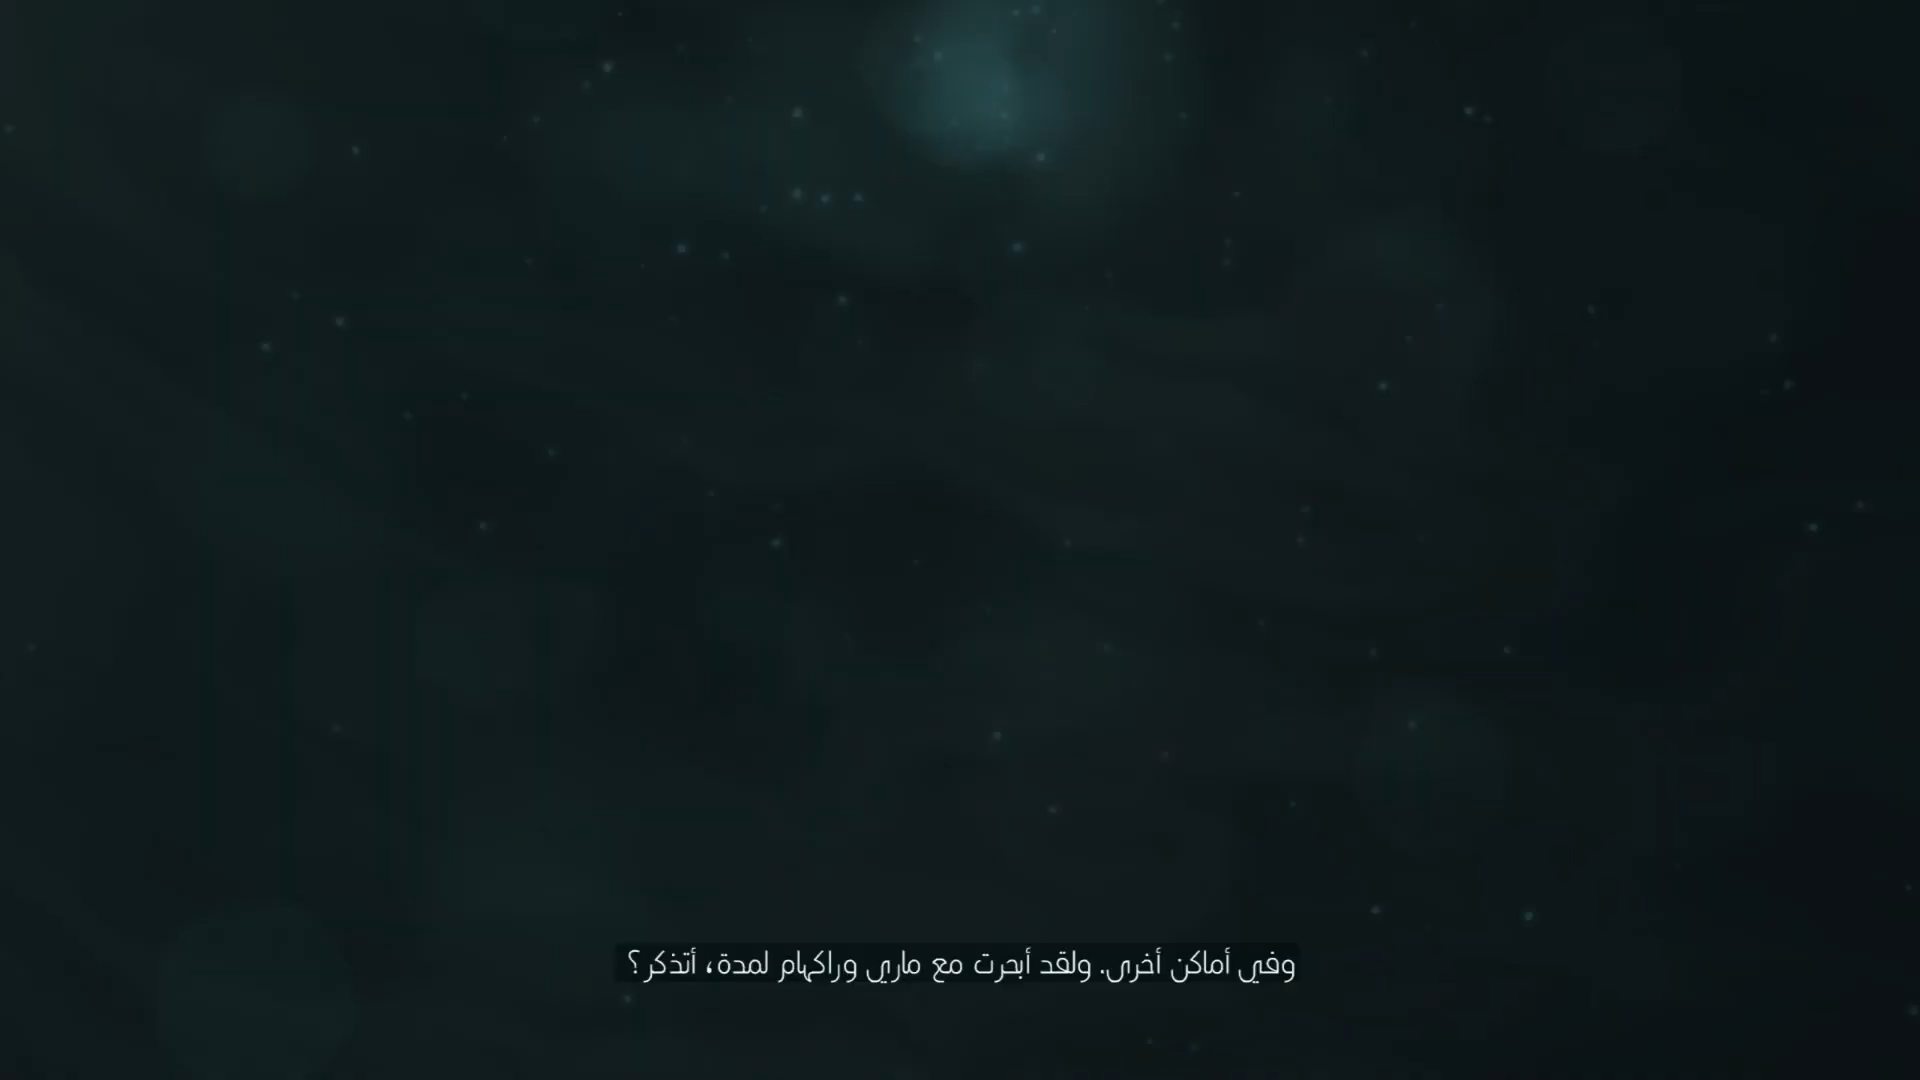 وفي أماكن أخرى. ولقد أبحرت مع ماري وراكهام لمدة، أتذكر؟